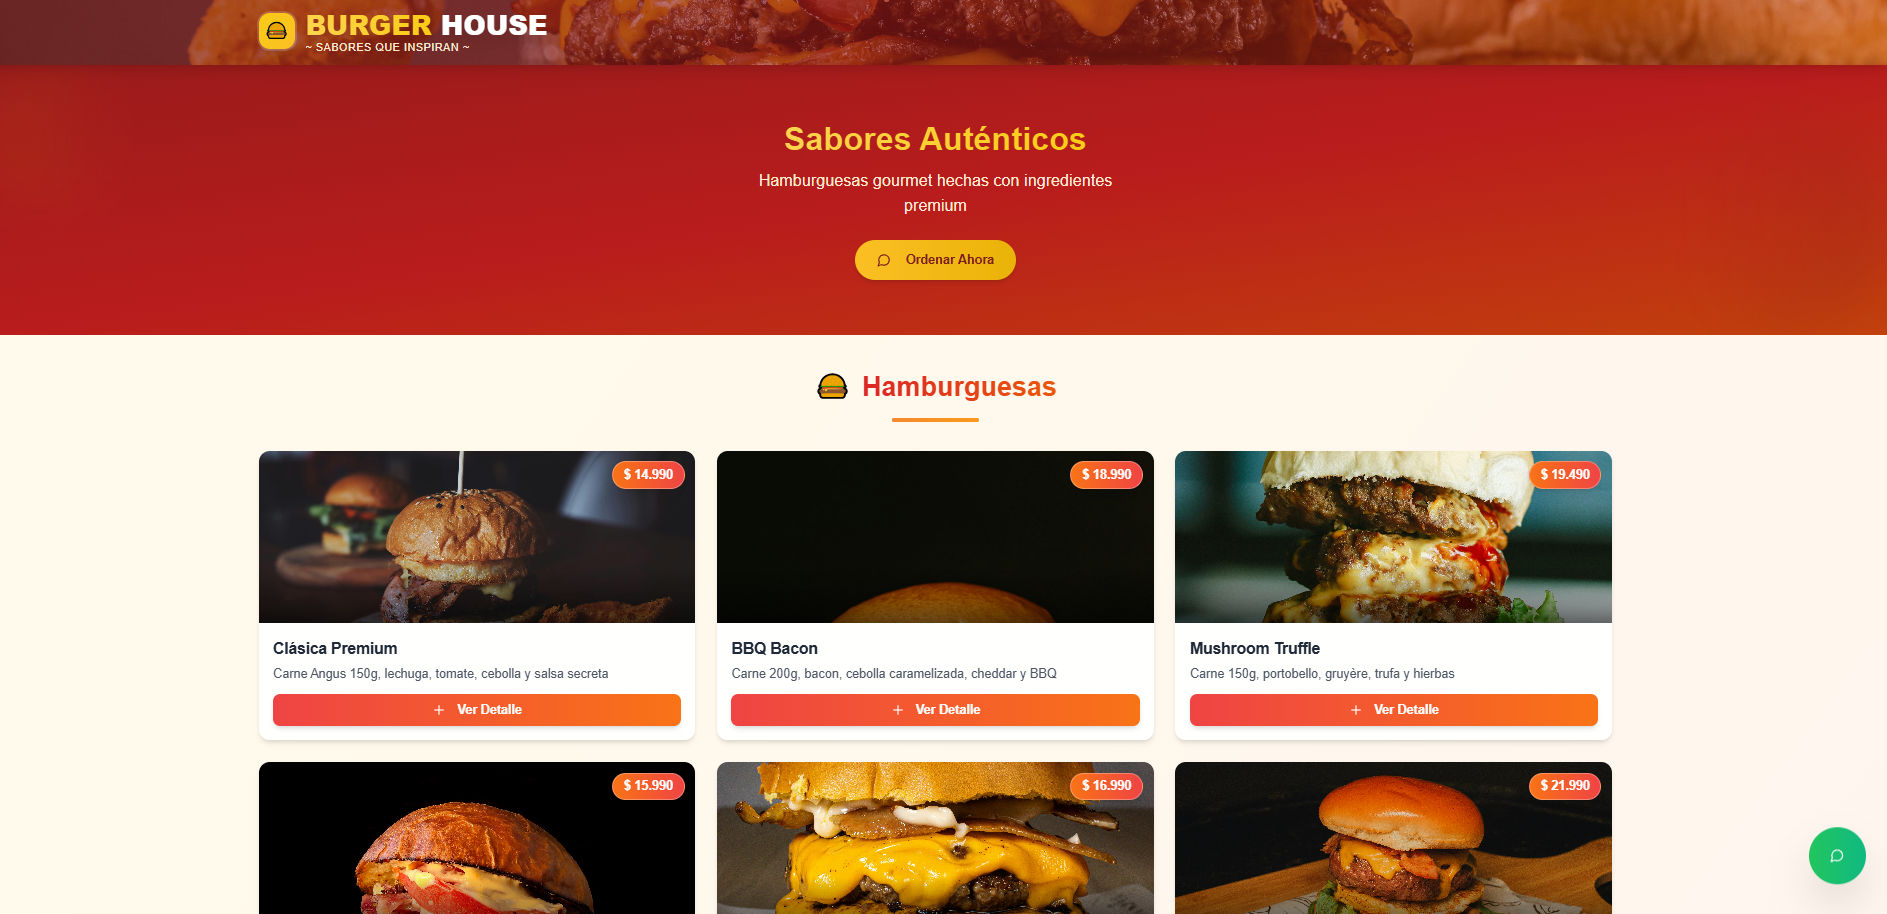 BURGER HOUSE
~ SABORES QUE INSPIRAN ~
Sabores Auténticos
Hamburguesas gourmet hechas con ingredientes
premium
Ordenar Ahora
Hamburguesas
$ 14.990
Clásica Premium
Carne Angus 150g, lechuga, tomate, cebolla y salsa secreta
Ver Detalle
$ 18.990
BBQ Bacon
Carne 200g, bacon, cebolla caramelizada, cheddar y BBQ
Ver Detalle
$ 19.490
Mushroom Truffle
Carne 150g, portobello, gruyère, trufa y hierbas
Ver Detalle
$ 15.990
$ 16.990
$ 21.990